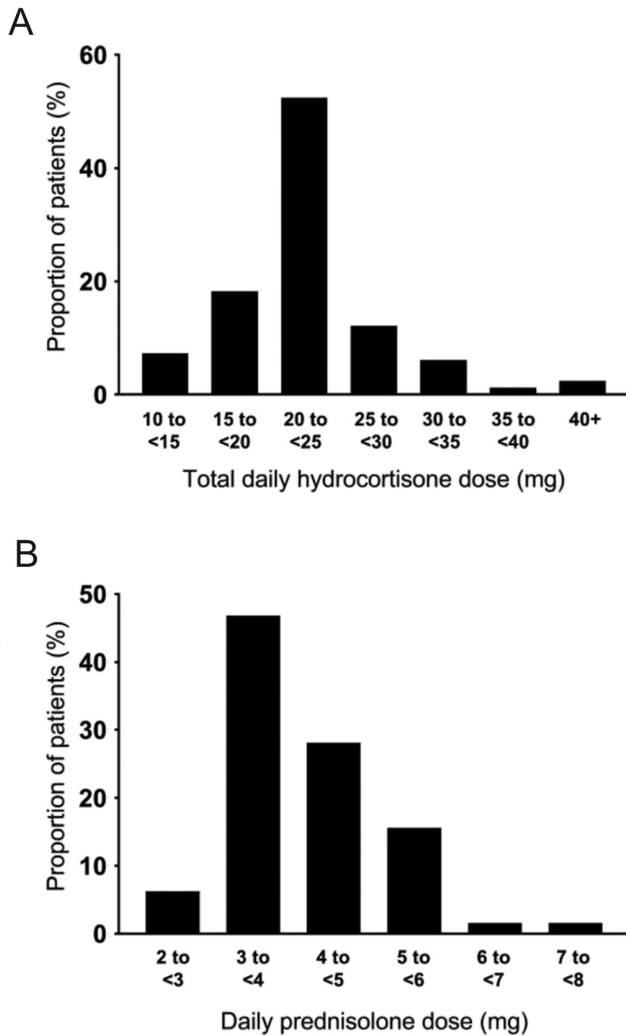 A
Proportion of patients (%)
60
40
20
0
10 to 15 to 20 to 25 to 30 to 35 to 40+
<15 <20 <25 <30 <35 <40
Total daily hydrocortisone dose (mg)
B
Proportion of patients (%)
50
40
30
20
10
0
2 to 3 to 4 to 5 to 6 to 7 to
<3 <4 <5 <6 <7 <8
Daily prednisolone dose (mg)